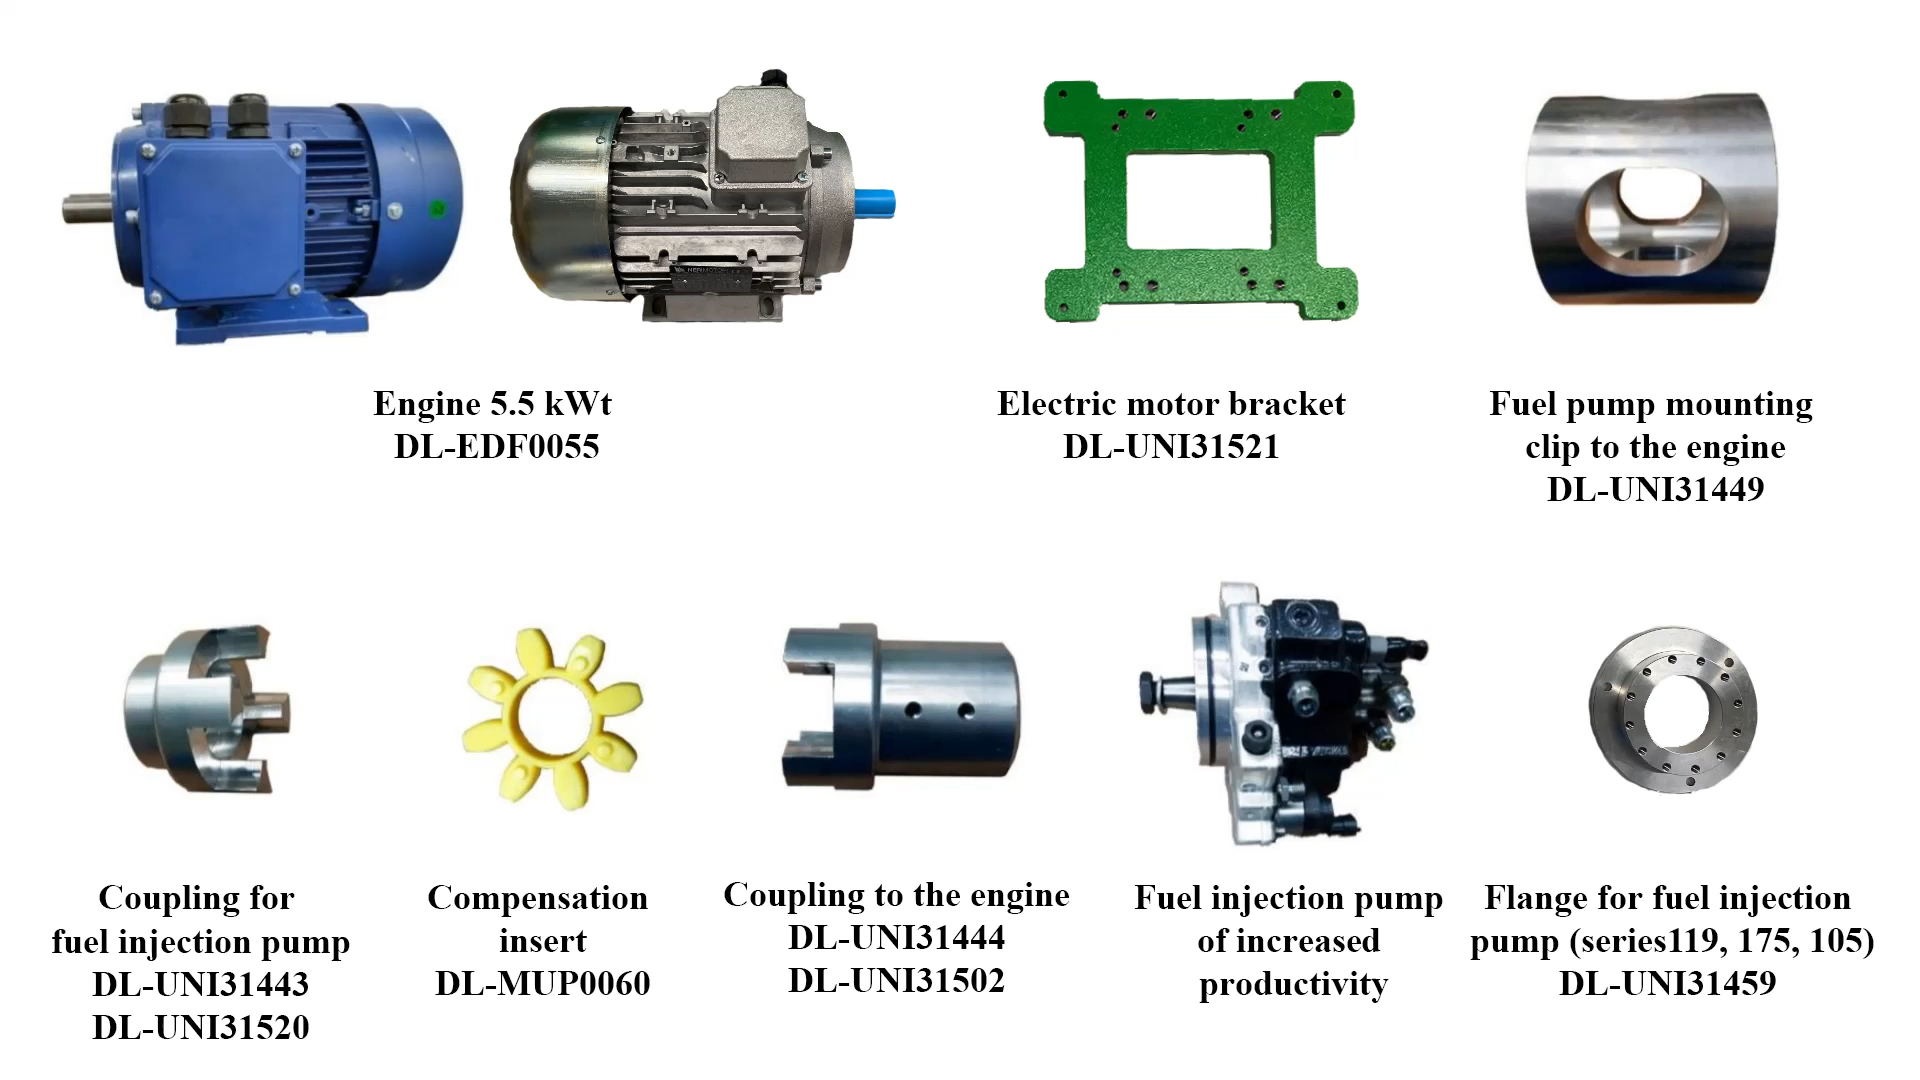 Engine 5.5 kWt
DL-EDF0055
Electric motor bracket
DL-UNI31521
Fuel pump mounting
clip to the engine
DL-UNI31449
Coupling for
fuel injection pump
DL-UNI31443
DL-UNI31520
Compensation
insert
DL-MUP0060
Coupling to the engine
DL-UNI31444
DL-UNI31502
Fuel injection pump
of increased
productivity
Flange for fuel injection
pump (series119, 175, 105)
DL-UNI31459